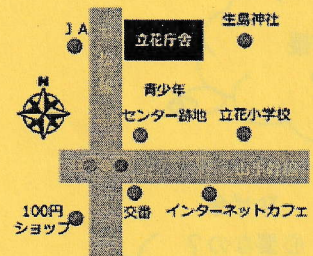 JA
立花庁舎
生島神社
N
青少年
センター跡地
立花小学校
100円
ショップ
交番
インターネットカフェ